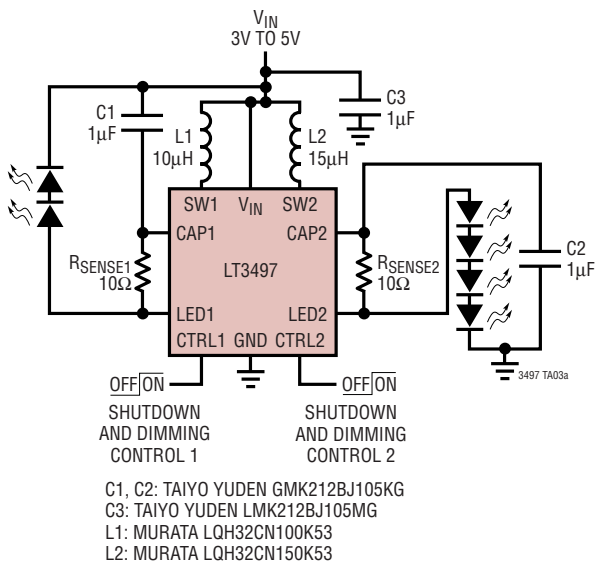 VIN
3V TO 5V
C1
1µF
L1
10µH
L2
15µH
C3
1µF
SW1 VIN SW2
CAP1 CAP2
RSENSE1
10Ω
LT3497
RSENSE2
10Ω
C2
1µF
LED1 LED2
CTRL1 GND CTRL2
3497 TA03a
OFF ON
OFF ON
SHUTDOWN
AND DIMMING
CONTROL 1
SHUTDOWN
AND DIMMING
CONTROL 2
C1, C2: TAIYO YUDEN GMK212BJ105KG
C3: TAIYO YUDEN LMK212BJ105MG
L1: MURATA LQH32CN100K53
L2: MURATA LQH32CN150K53